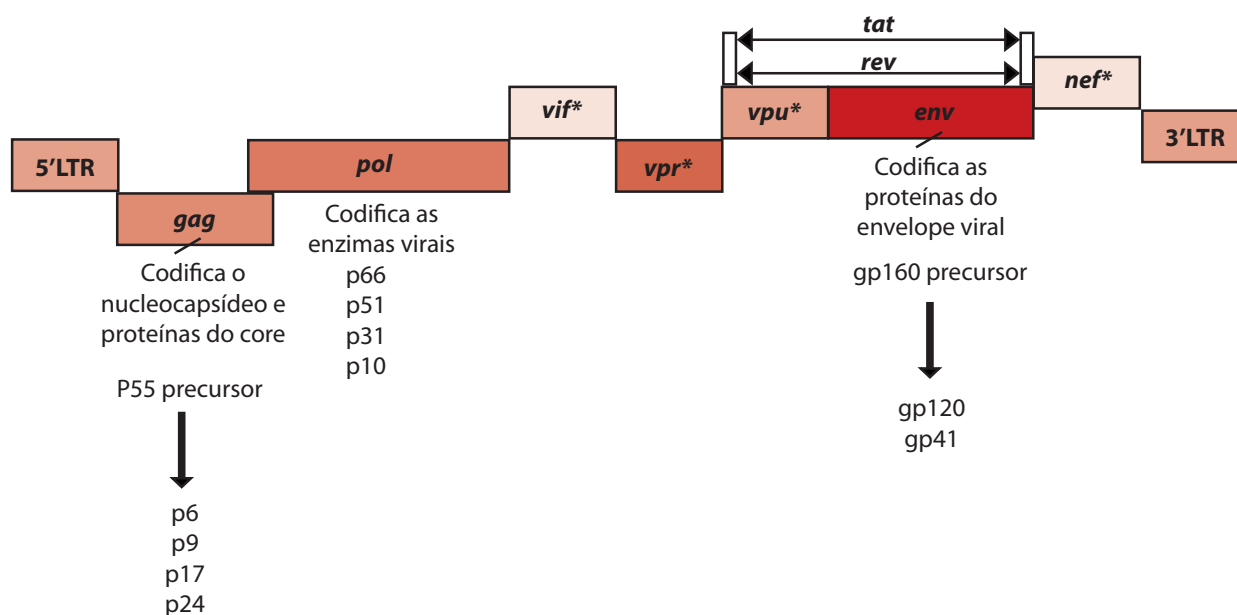 tat
rev
nef*
vif*
vpu*
env
5’LTR
pol
vpr*
3’LTR
gag
Codifica o
nucleocapsídeo e
proteínas do core
P55 precursor
p6
p9
p17
p24
Codifica as
enzimas virais
p66
p51
p31
p10
Codifica as
proteínas do
envelope viral
gp160 precursor
gp120
gp41